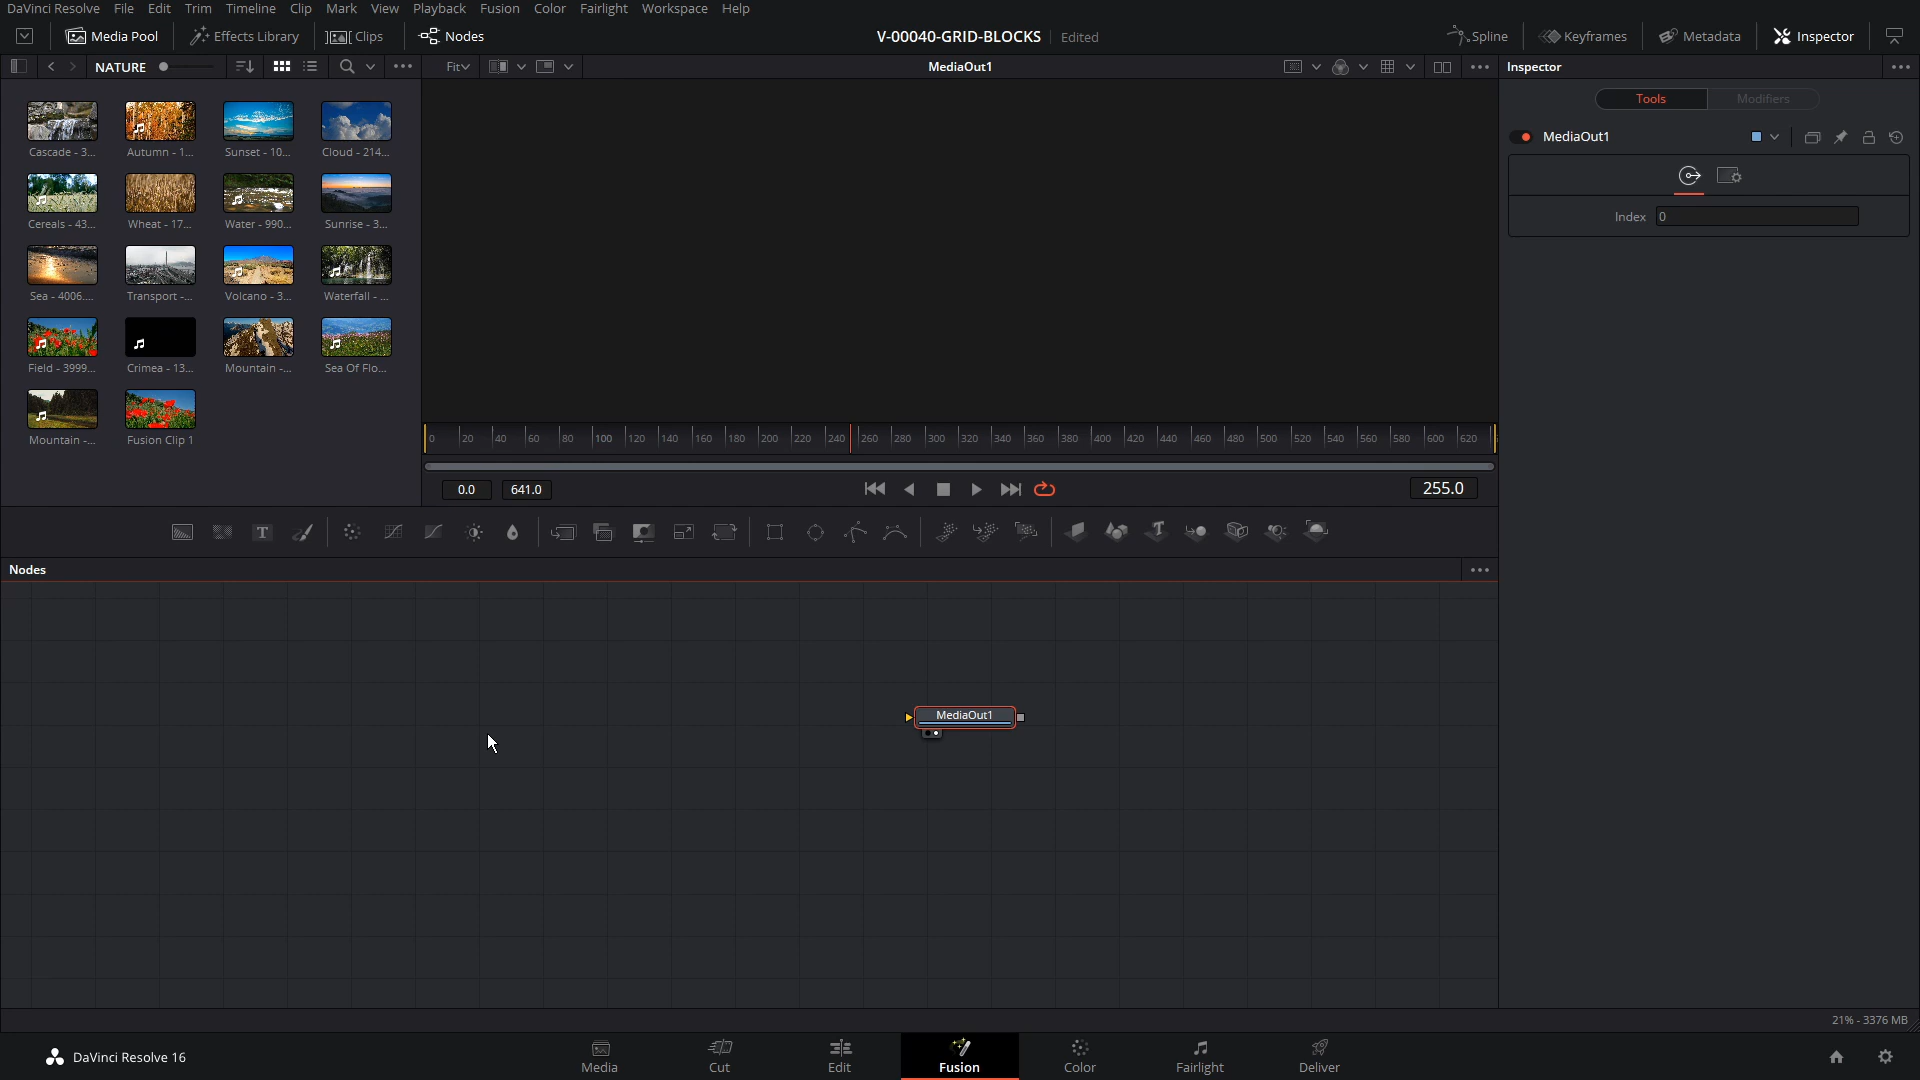 DaVinci Resolve File Edit Trim Timeline Clip Mark View Playback Fusion Color Fairlight Workspace Help
Media Pool Effects Library Clips Nodes V-00040-GRID-BLOCKS Edited Spline Keyframes Metadata Inspector
NATURE Fit MediaOut1 Inspector
Tools Modifiers
MediaOut1
Index 0
Cascade - 3... Autumn - 1... Sunset - 10... Cloud - 214...
Cereals - 43... Wheat - 17... Water - 990... Sunrise - 3...
Sea - 4006.... Transport -... Volcano - 3... Waterfall - ...
Field - 3999... Crimea - 13... Mountain -... Sea Of Flo...
Mountain -... Fusion Clip 1
0 20 40 60 80 100 120 140 160 180 200 220 240 260 280 300 320 340 360 380 400 420 440 460 480 500 520 540 560 580 600 620
0.0 641.0 255.0
T T
Nodes
MediaOut1
21% - 3376 MB
DaVinci Resolve 16
Media Cut Edit Fusion Color Fairlight Deliver